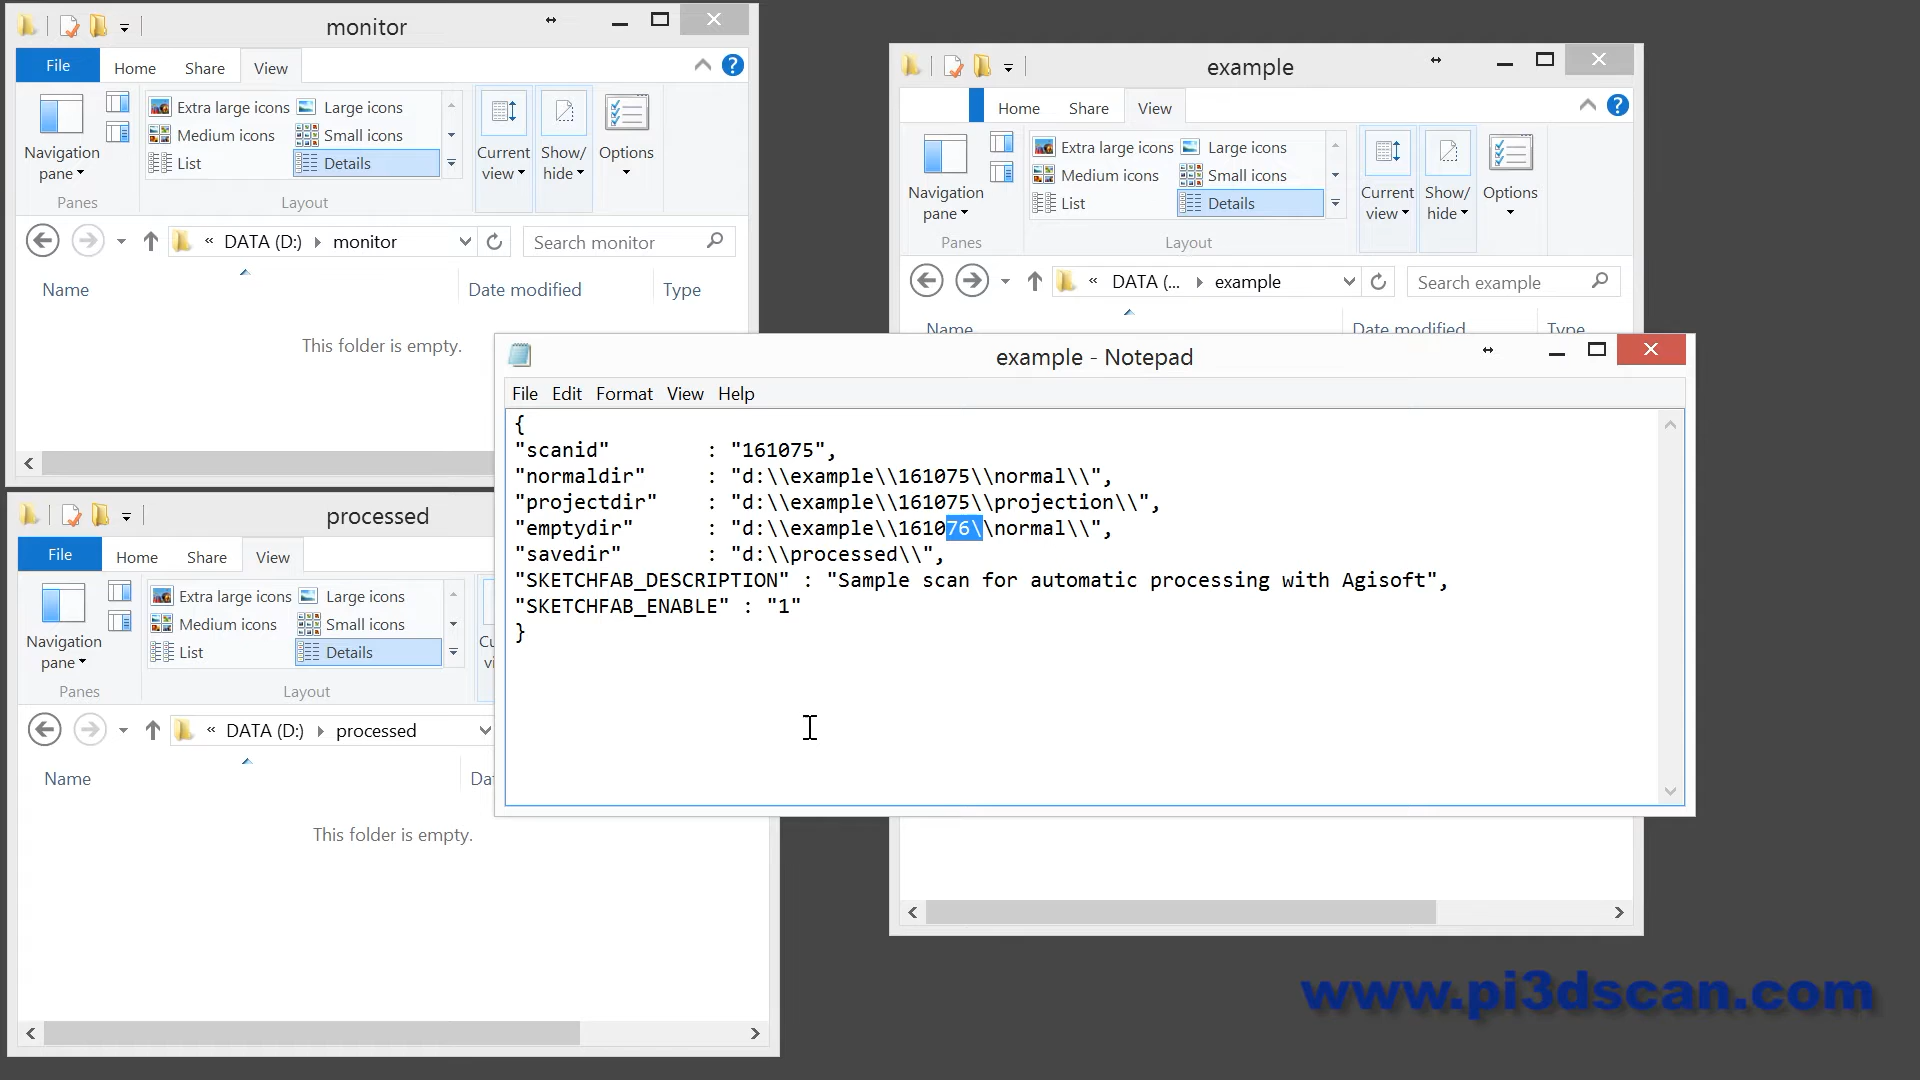 monitor
File Home Share View
Extra large icons Large icons
Medium icons Small icons
List Details
Navigation pane
Current view
Show/ hide
Options
Panes Layout
« DATA (D:) monitor Search monitor
Name Date modified Type
This folder is empty.
example
Home Share View
Extra large icons Large icons
Medium icons Small icons
List Details
Navigation pane
Current view
Show/ hide
Options
Panes Layout
« DATA (... example Search example
Name Date modified Type
example - Notepad
File Edit Format View Help
{
"scanid" : "161075",
"normaldir" : "d:\\example\\161075\\normal\\",
"projectdir" : "d:\\example\\161075\\projection\\",
"emptydir" : "d:\\example\\161076\\normal\\",
"savedir" : "d:\\processed\\",
"SKETCHFAB_DESCRIPTION" : "Sample scan for automatic processing with Agisoft",
"SKETCHFAB_ENABLE" : "1"
}
processed
File Home Share View
Extra large icons Large icons
Medium icons Small icons
List Details
Navigation pane
Panes Layout
« DATA (D:) processed
Name
This folder is empty.
www.pi3dscan.com